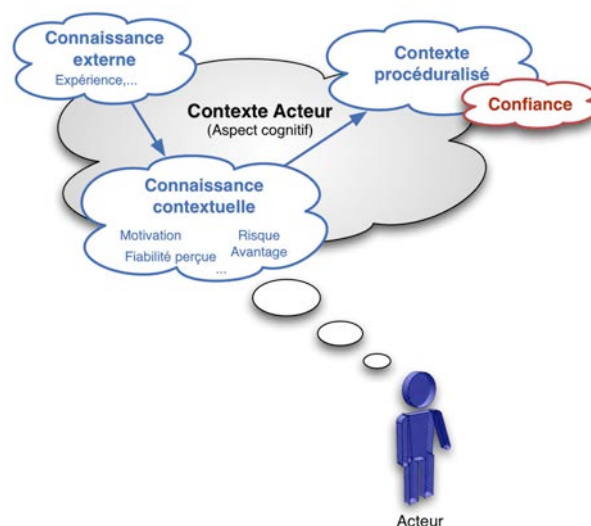 Connaissance
externe
Expérience,...
Contexte
procéduralisé
Confiance
Contexte Acteur
(Aspect cognitif)
Connaissance
contextuelle
Motivation
Risque
Fiabilité perçue
Avantage
...
Acteur